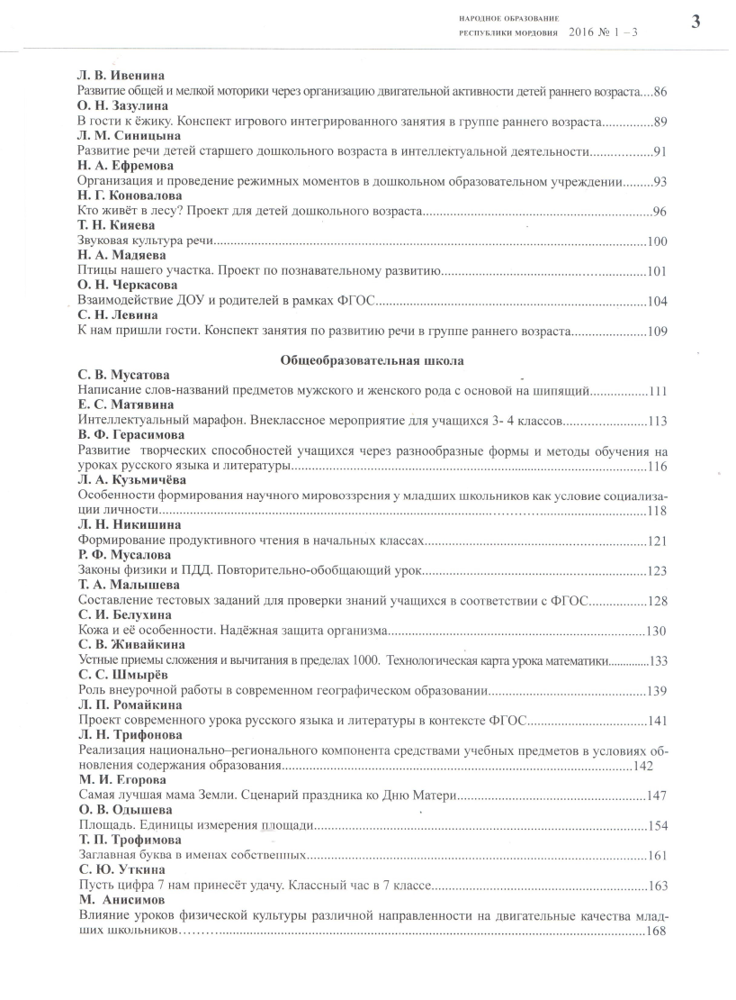 НАРОДНОЕ ОБРАЗОВАНИЕ
РЕСПУБЛИКИ МОРДОВИЯ 2016 № 1 –3
3
Л. В. Ивенина
Развитие общей и мелкой моторики через организацию двигательной активности детей раннего возраста....86
О. Н. Зазулина
В гости к ёжику. Конспект игрового интегрированного занятия в группе раннего возраста...............89
Л. М. Синицына
Развитие речи детей старшего дошкольного возраста в интеллектуальной деятельности..................91
Н. А. Ефремова
Организация и проведение режимных моментов в дошкольном образовательном учреждении.........93
Н. Г. Коновалова
Кто живёт в лесу? Проект для детей дошкольного возраста.............................................................96
Т. Н. Кияева
Звуковая культура речи...................................................................................................................100
Н. А. Мадяева
Птицы нашего участка. Проект по познавательному развитию......................................................101
О. Н. Черкасова
Взаимодействие ДОУ и родителей в рамках ФГОС........................................................................104
С. Н. Левина
К нам пришли гости. Конспект занятия по развитию речи в группе раннего возраста....................109
Общеобразовательная школа
С. В. Мусатова
Написание слов-названий предметов мужского и женского рода с основой на шипящий.................111
Е. С. Матявина
Интеллектуальный марафон. Внеклассное мероприятие для учащихся 3- 4 классов.......................113
В. Ф. Герасимова
Развитие творческих способностей учащихся через разнообразные формы и методы обучения на
уроках русского языка и литературы...............................................................................................116
Л. А. Кузьмичёва
Особенности формирования научного мировоззрения у младших школьников как условие социализа-
ции личности..................................................................................................................................118
Л. Н. Никишина
Формирование продуктивного чтения в начальных классах...........................................................121
Р. Ф. Мусалова
Законы физики и ПДД. Повторительно-обобщающий урок............................................................123
Т. А. Малышева
Составление тестовых заданий для проверки знаний учащихся в соответствии с ФГОС................128
С. И. Белухина
Кожа и её особенности. Надёжная защита организма.....................................................................130
С. В. Живайкина
Устные приемы сложения и вычитания в пределах 1000. Технологическая карта урока математики..............133
С. С. Шмырёв
Роль внеурочной работы в современном географическом образовании..........................................139
Л. П. Ромайкина
Проект современного урока русского языка и литературы в контексте ФГОС................................141
Л. Н. Трифонова
Реализация национально–регионального компонента средствами учебных предметов в условиях об-
новления содержания образования.............................................................................................142
М. И. Егорова
Самая лучшая мама Земли. Сценарий праздника ко Дню Матери...................................................147
О. В. Одышева
Площадь. Единицы измерения площади.........................................................................................154
Т. П. Трофимова
Заглавная буква в именах собственных...........................................................................................161
С. Ю. Уткина
Пусть цифра 7 нам принесёт удачу. Классный час в 7 классе.........................................................163
М. Анисимов
Влияние уроков физической культуры различной направленности на двигательные качества млад-
ших школьников............................................................................................................................168